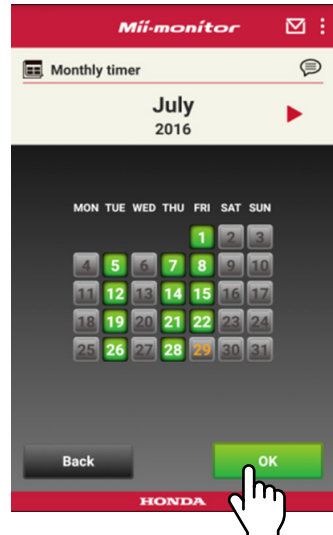 Mii-monitor
Monthly timer
July
2016
MON TUE WED THU FRI SAT SUN
1 2 3
4 5 6 7 8 9 10
11 12 13 14 15 16 17
18 19 20 21 22 23 24
25 26 27 28 29 30 31
Back OK
HONDA